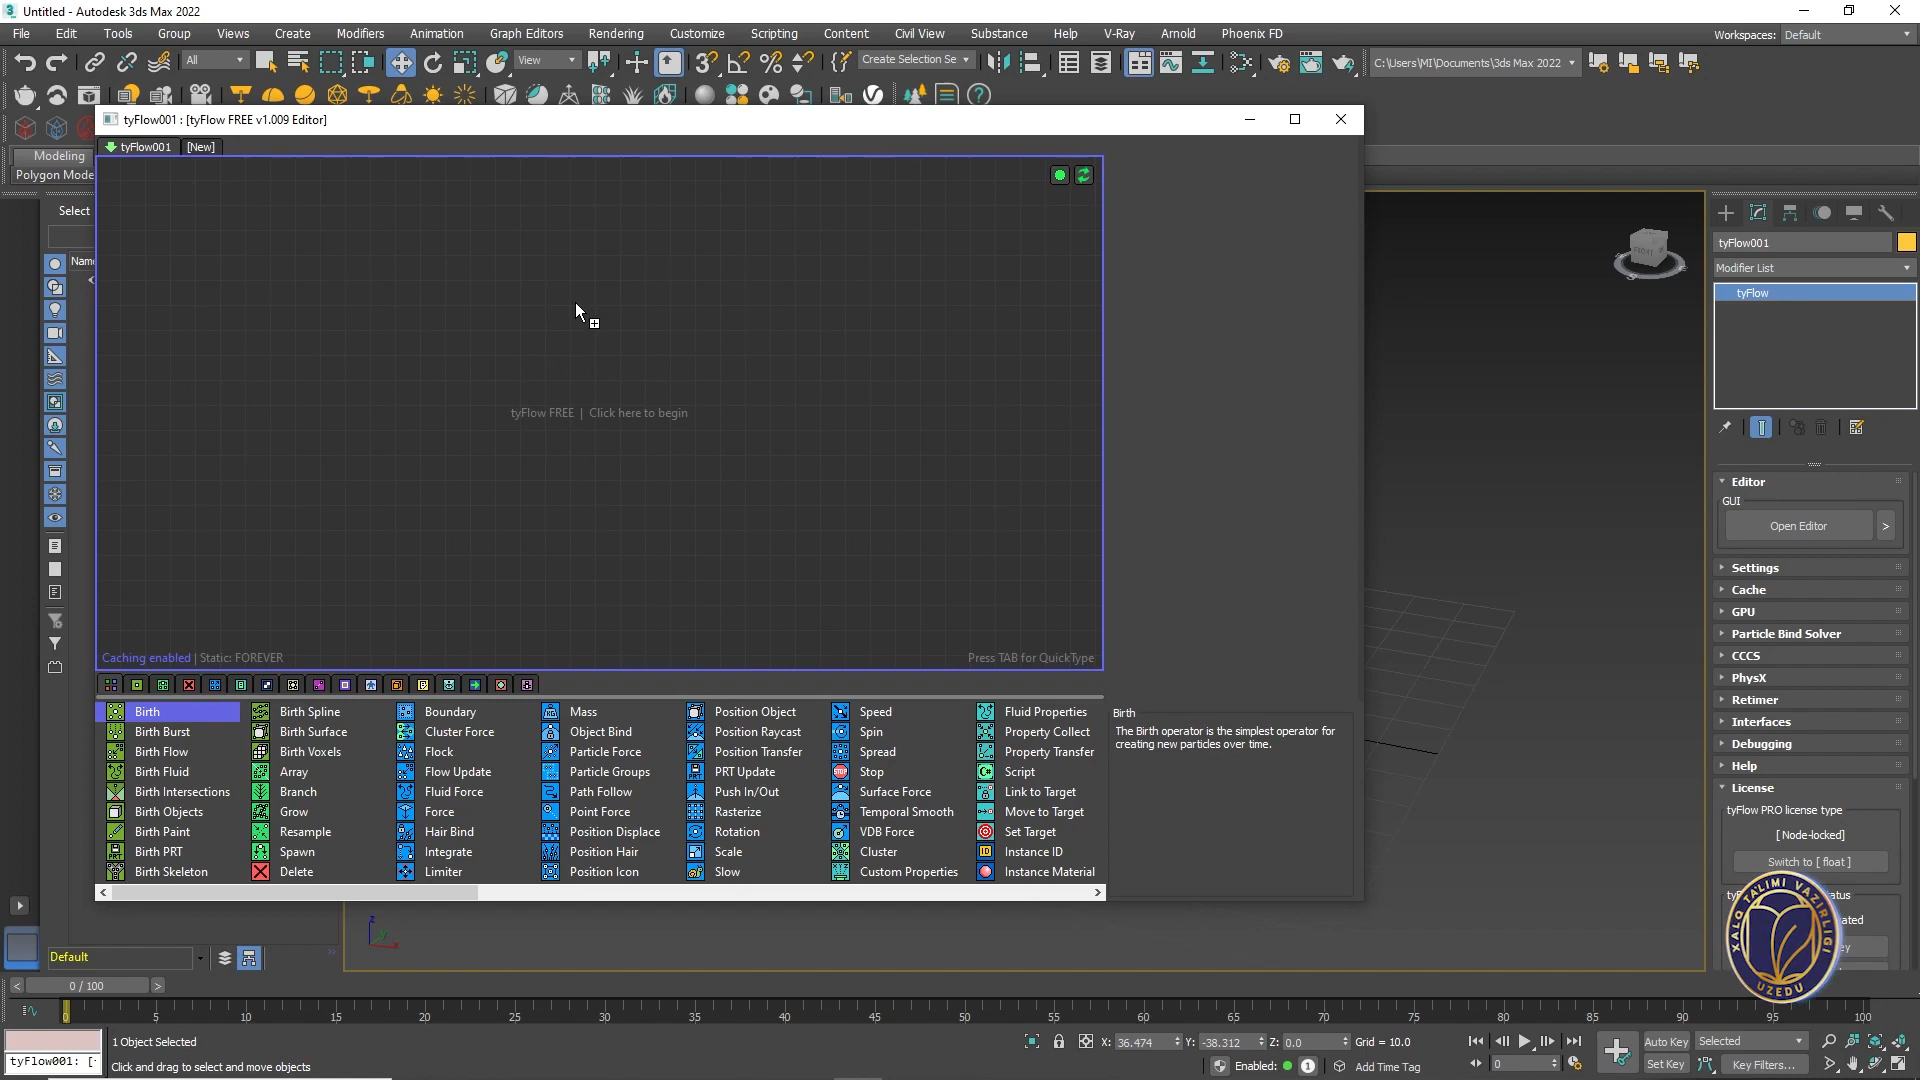 Untitled - Autodesk 3ds Max 2022
File Edit Tools Group Views Create Modifiers Animation Graph Editors Rendering Customize Scripting Content Civil View Substance Help V-Ray Arnold Phoenix FD Workspaces: Default
All View Create Selection Se C:\Users\MI\Documents\3ds Max 2022
tyFlow001 : [tyFlow FREE v1.009 Editor]
tyFlow001 [New]
Modeling
Polygon Mode
Select
Name
tyFlow FREE | Click here to begin
Caching enabled | Static: FOREVER Press TAB for QuickType
Birth Birth Spline Boundary Mass Position Object Speed Fluid Properties
Birth Burst Birth Surface Cluster Force Object Bind Position Raycast Spin Property Collect
Birth Flow Birth Voxels Flock Particle Force Position Transfer Spread Property Transfer
Birth Fluid Array Flow Update Particle Groups PRT Update Stop Script
Birth Intersections Branch Fluid Force Path Follow Push In/Out Surface Force Link to Target
Birth Objects Grow Force Point Force Rasterize Temporal Smooth Move to Target
Birth Paint Resample Hair Bind Position Displace Rotation VDB Force Set Target
Birth PRT Spawn Integrate Position Hair Scale Cluster Instance ID
Birth Skeleton Delete Limiter Position Icon Slow Custom Properties Instance Material
Birth
The Birth operator is the simplest operator for
creating new particles over time.
FRONT
tyFlow001
Modifier List
tyFlow
Editor
GUI
Open Editor >
Settings
Cache
GPU
Particle Bind Solver
CCCS
PhysX
Retimer
Interfaces
Debugging
Help
License
tyFlow PRO license type
[Node-locked]
Switch to [ float ]
XALQ TA'LIMI VAZIRLIGI
UZEDU
z
y
x
Default
0 / 100
0 5 10 15 20 25 30 35 40 45 50 55 60 65 70 75 80 85 90 95 100
1 Object Selected X: 36.474 Y: -38.312 Z: 0.0 Grid = 10.0 Auto Key Selected
tyFlow001: [- Click and drag to select and move objects Enabled: 1 Add Time Tag 0 Set Key Key Filters...